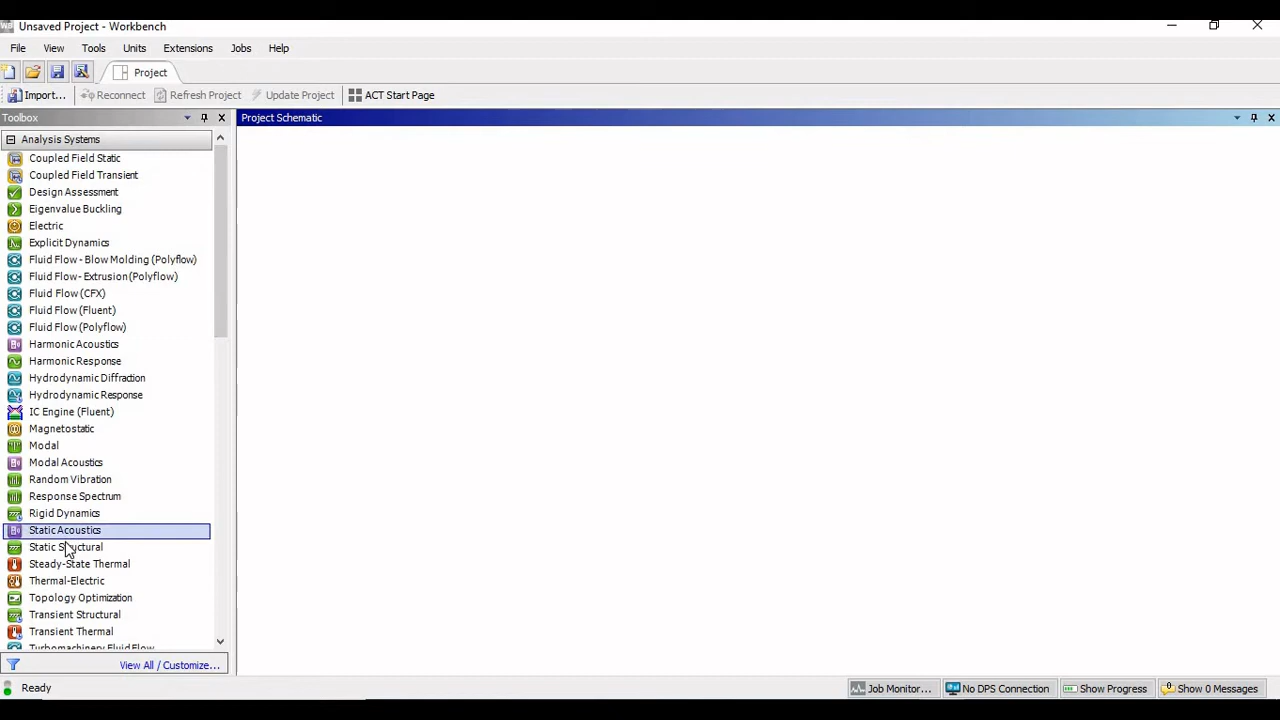 Unsaved Project - Workbench
File View Tools Units Extensions Jobs Help
Project
Import... Reconnect Refresh Project Update Project ACT Start Page
Toolbox
Project Schematic
Analysis Systems
Coupled Field Static
Coupled Field Transient
Design Assessment
Eigenvalue Buckling
Electric
Explicit Dynamics
Fluid Flow - Blow Molding (Polyflow)
Fluid Flow - Extrusion (Polyflow)
Fluid Flow (CFX)
Fluid Flow (Fluent)
Fluid Flow (Polyflow)
Harmonic Acoustics
Harmonic Response
Hydrodynamic Diffraction
Hydrodynamic Response
IC Engine (Fluent)
Magnetostatic
Modal
Modal Acoustics
Random Vibration
Response Spectrum
Rigid Dynamics
Static Acoustics
Static Structural
Steady-State Thermal
Thermal-Electric
Topology Optimization
Transient Structural
Transient Thermal
Turbomachinery Fluid Flow
View All / Customize...
Ready
Job Monitor... No DPS Connection Show Progress Show 0 Messages